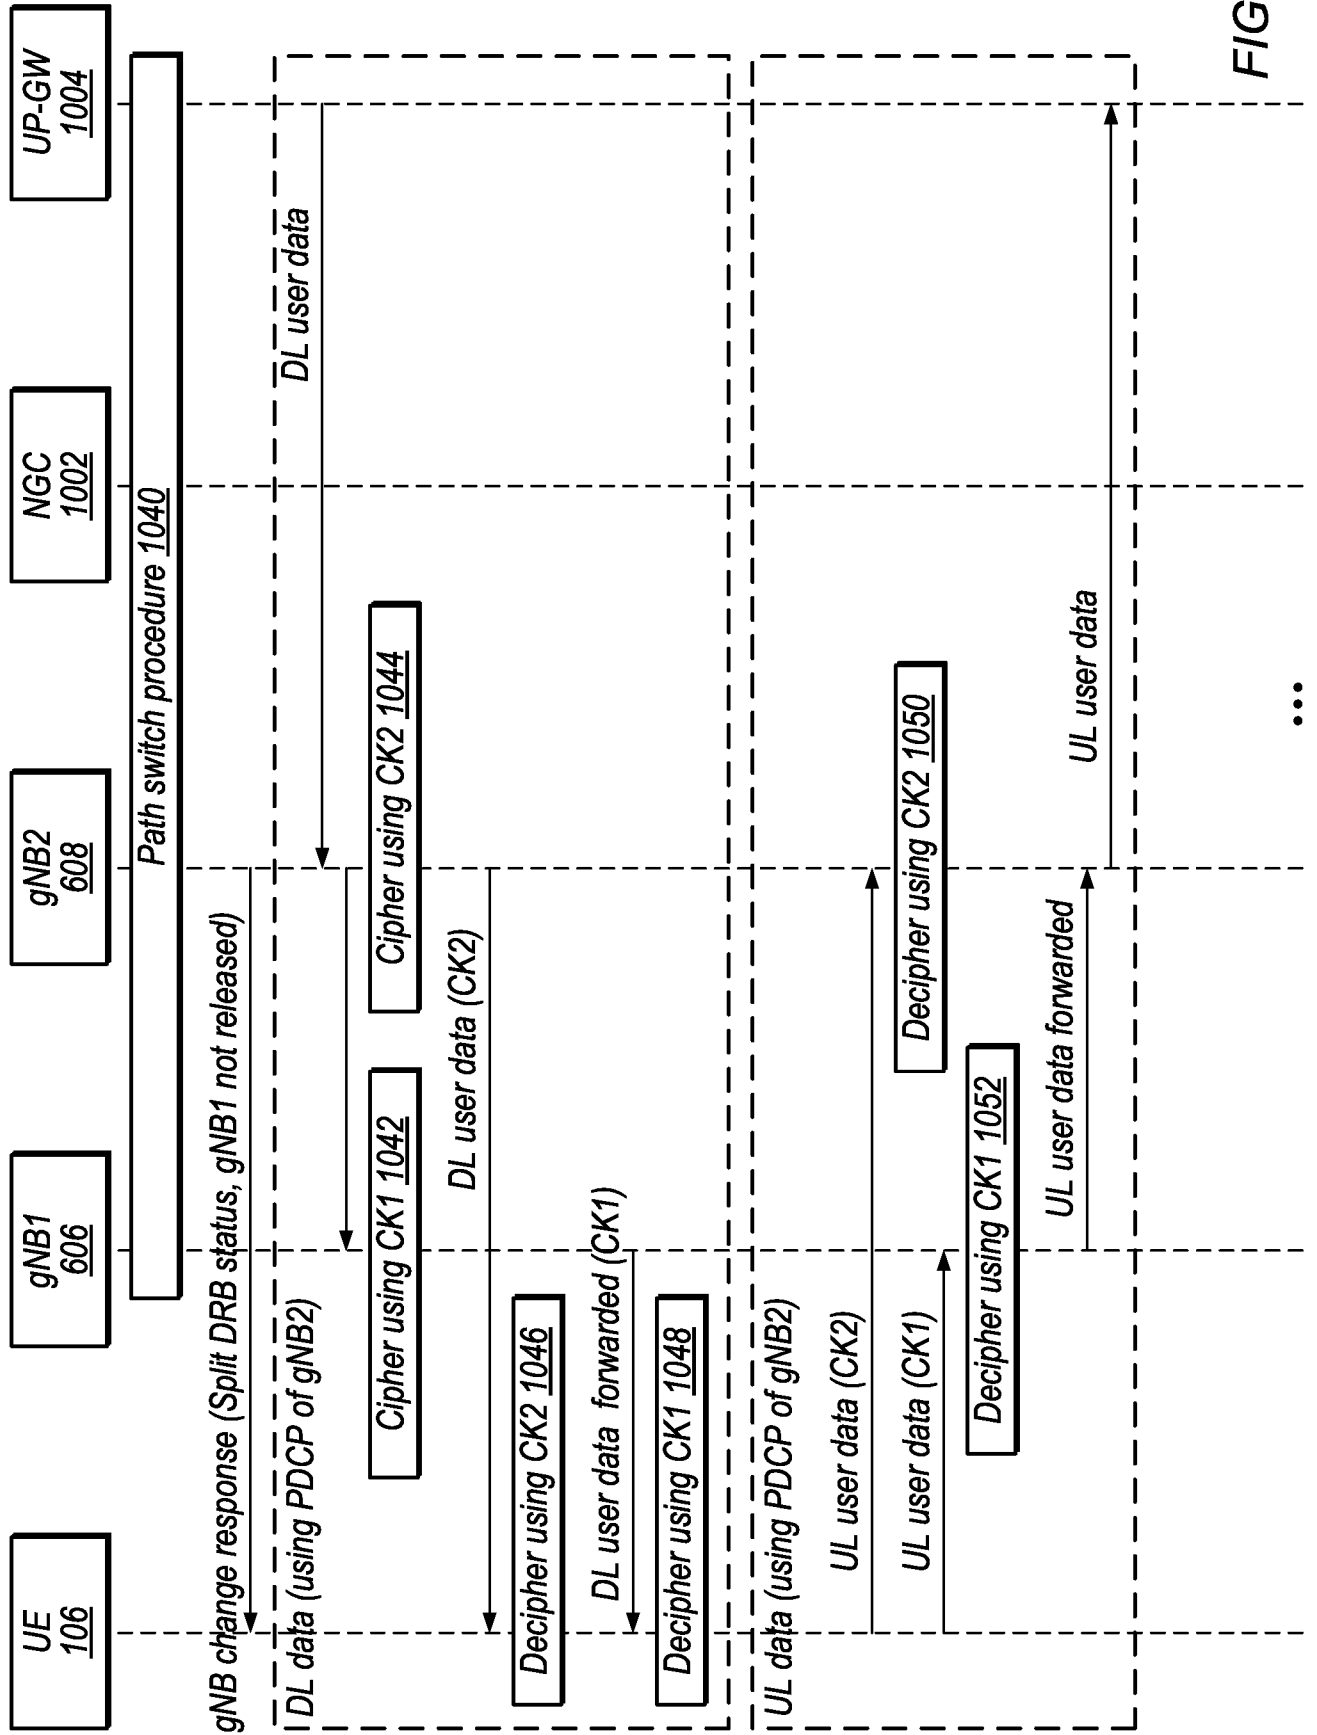 UE
106
gNB1
606
gNB2
608
NGC
1002
UP-GW
1004
Path switch procedure 1040
gNB change response (Split DRB status, gNB1 not released)
DL data (using PDCP of gNB2)
DL user data
Cipher using CK1 1042
Cipher using CK2 1044
DL user data (CK2)
Decipher using CK2 1046
DL user data forwarded (CK1)
Decipher using CK1 1048
UL data (using PDCP of gNB2)
UL user data (CK2)
Decipher using CK2 1050
UL user data (CK1)
Decipher using CK1 1052
UL user data forwarded
UL user data
...
FIG